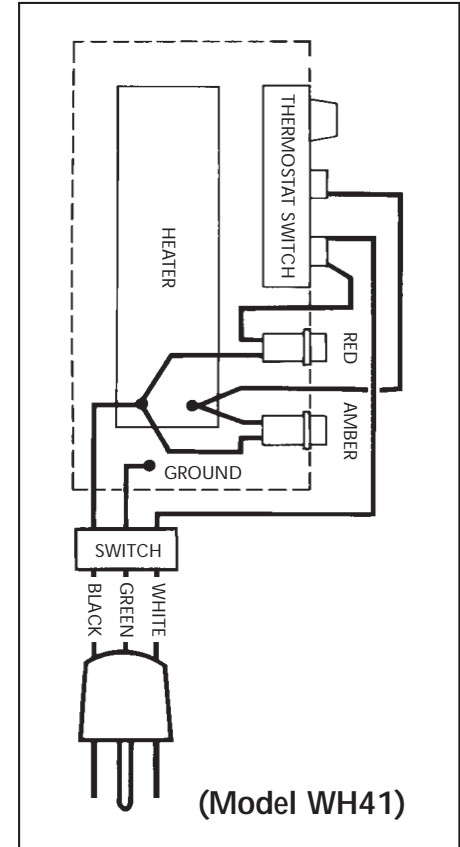 THERMOSTAT SWITCH
HEATER
RED
AMBER
GROUND
SWITCH
BLACK
GREEN
WHITE
(Model WH41)